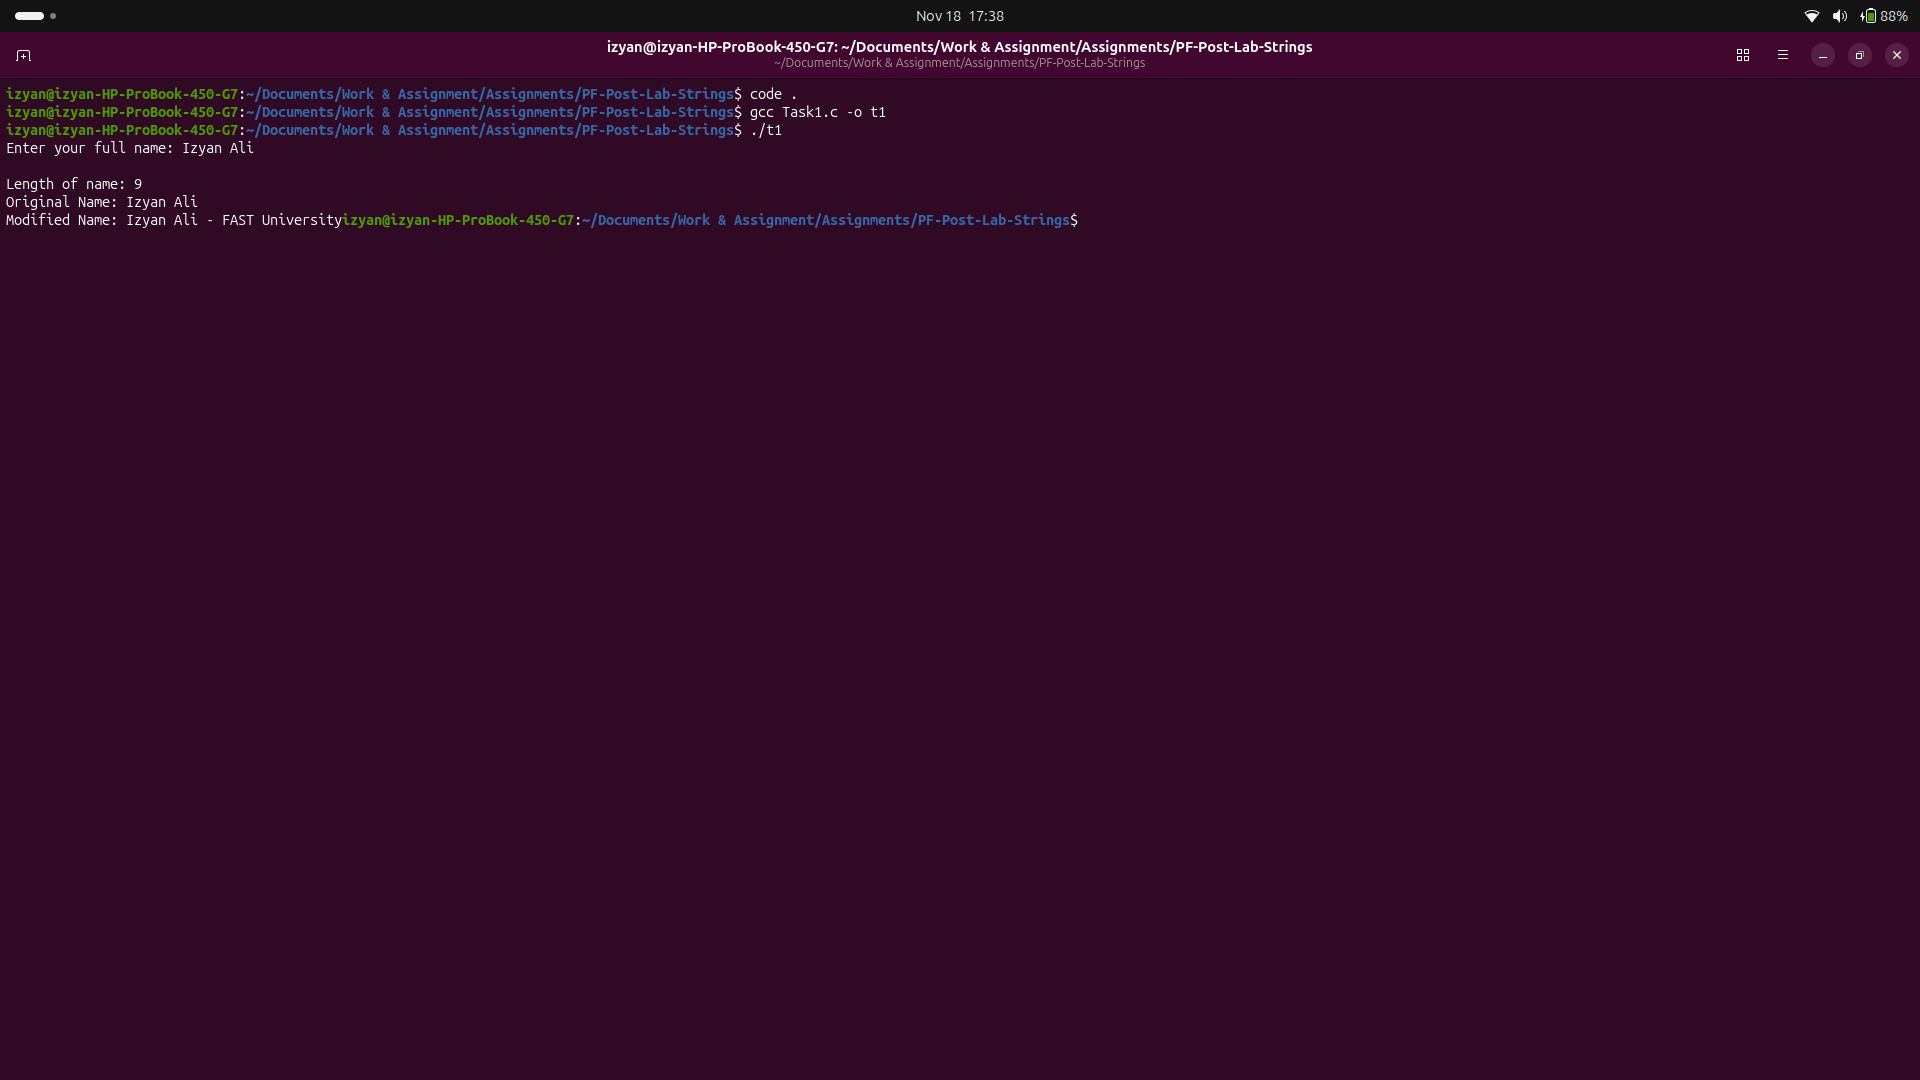 Nov 18 17:38
88%
izyan@izyan-HP-ProBook-450-G7: ~/Documents/Work & Assignment/Assignments/PF-Post-Lab-Strings
~/Documents/Work & Assignment/Assignments/PF-Post-Lab-Strings
izyan@izyan-HP-ProBook-450-G7:~/Documents/Work & Assignment/Assignments/PF-Post-Lab-Strings$ code .
izyan@izyan-HP-ProBook-450-G7:~/Documents/Work & Assignment/Assignments/PF-Post-Lab-Strings$ gcc Task1.c -o t1
izyan@izyan-HP-ProBook-450-G7:~/Documents/Work & Assignment/Assignments/PF-Post-Lab-Strings$ ./t1
Enter your full name: Izyan Ali
Length of name: 9
Original Name: Izyan Ali
Modified Name: Izyan Ali - FAST Universityizyan@izyan-HP-ProBook-450-G7:~/Documents/Work & Assignment/Assignments/PF-Post-Lab-Strings$